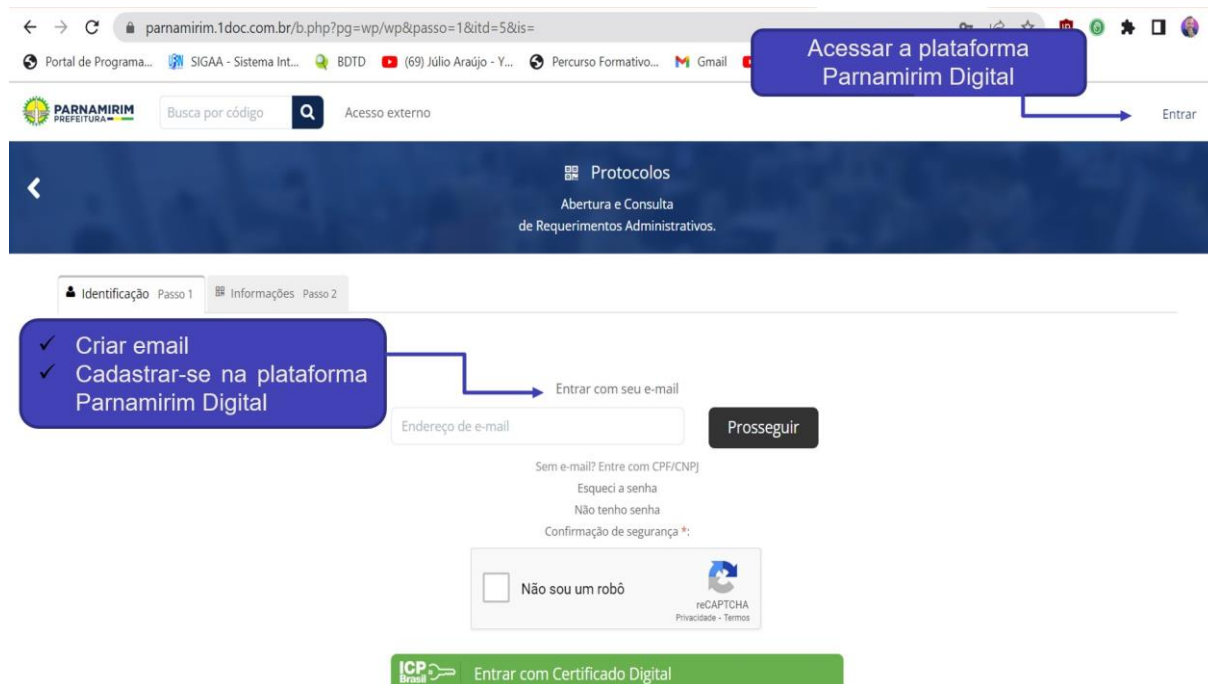 parnamirim.1doc.com.br/b.php?pg=wp/wp&passo=1&itd=5&is=
Portal de Programa... SIGAA - Sistema Int... BDTD (69) Júlio Araújo - Y... Percurso Formativo... Gmail
Acessar a plataforma
Parnamirim Digital
PARNAMIRIM
PREFEITURA
Busca por código
Acesso externo
Entrar
Protocolos
Abertura e Consulta
de Requerimentos Administrativos.
Identificação Passo 1 Informações Passo 2
✓ Criar email
✓ Cadastrar-se na plataforma
Parnamirim Digital
Entrar com seu e-mail
Endereço de e-mail Prosseguir
Sem e-mail? Entre com CPF/CNPJ
Esqueci a senha
Não tenho senha
Confirmação de segurança *:
Não sou um robô
reCAPTCHA
Privacidade - Termos
ICP
Brasil
Entrar com Certificado Digital